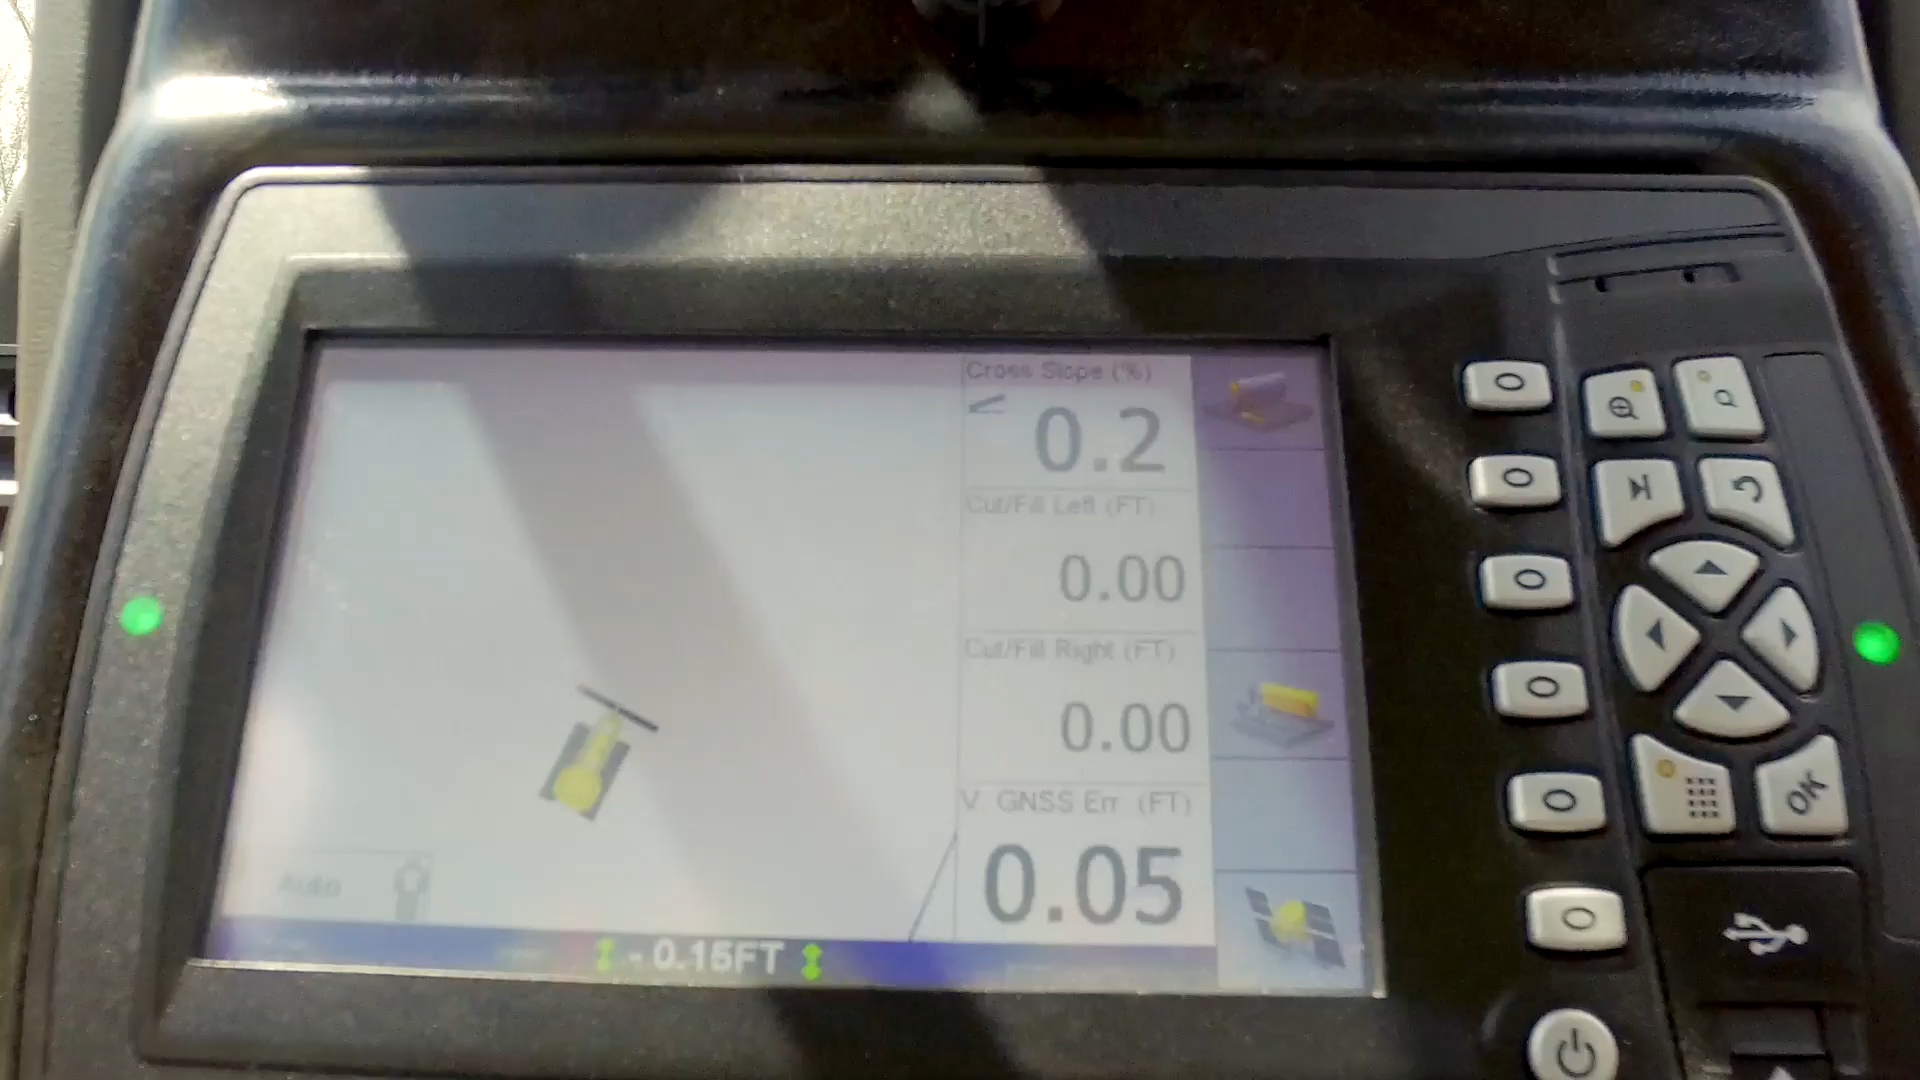 Cross Slope (%)
0.2
Cut/Fill Left (FT)
0.00
Cut/Fill Right (FT)
0.00
V. GNSS Err (FT)
0.05
Auto
- 0.15FT
OK